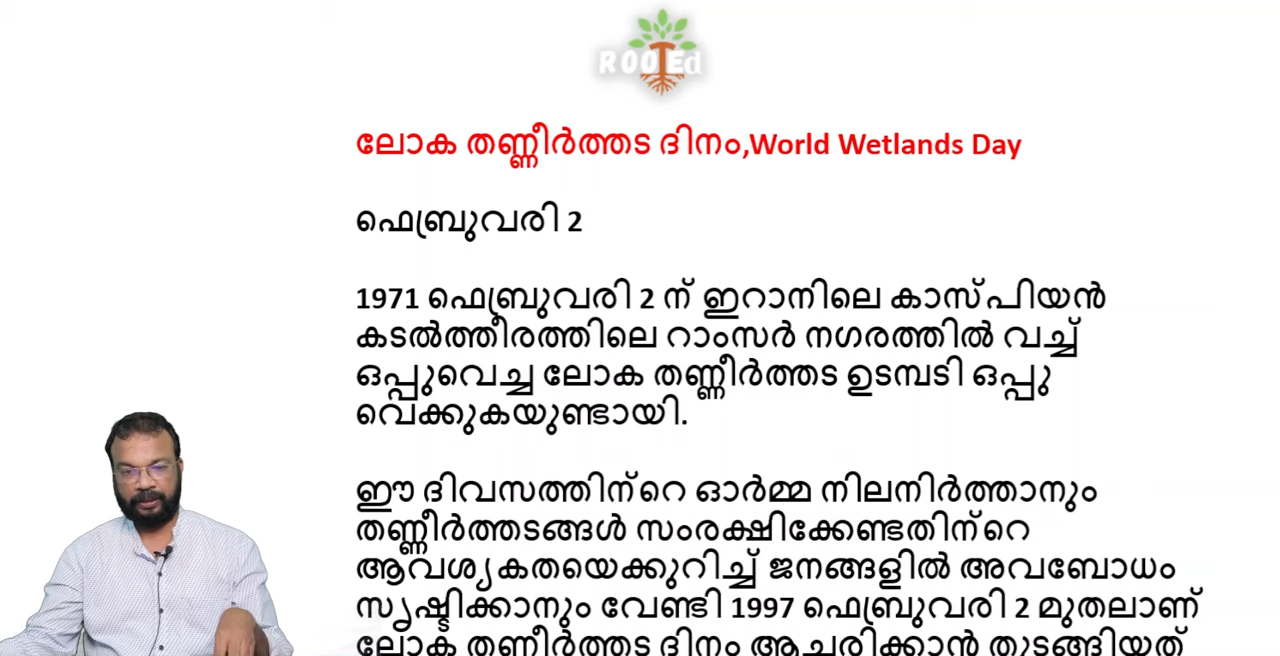 ROOTEd
ലോക തണ്ണീർത്തട ദിനം,World Wetlands Day
ഫെബ്രുവരി 2
1971 ഫെബ്രുവരി 2 ന് ഇറാനിലെ കാസ്പിയൻ
കടൽത്തീരത്തിലെ റാംസർ നഗരത്തിൽ വച്ച്
ഒപ്പുവെച്ച ലോക തണ്ണീർത്തട ഉടമ്പടി ഒപ്പു
വെക്കുകയുണ്ടായി.
ഈ ദിവസത്തിന്റെ ഓർമ്മ നിലനിർത്താനും
തണ്ണീർത്തടങ്ങൾ സംരക്ഷിക്കേണ്ടതിന്റെ
ആവശ്യകതയെക്കുറിച്ച് ജനങ്ങളിൽ അവബോധം
സൃഷ്ടിക്കാനും വേണ്ടി 1997 ഫെബ്രുവരി 2 മുതലാണ്
ലോക തണ്ണീർത്തട ദിനം ആചരിക്കാൻ തുടങ്ങിയത്